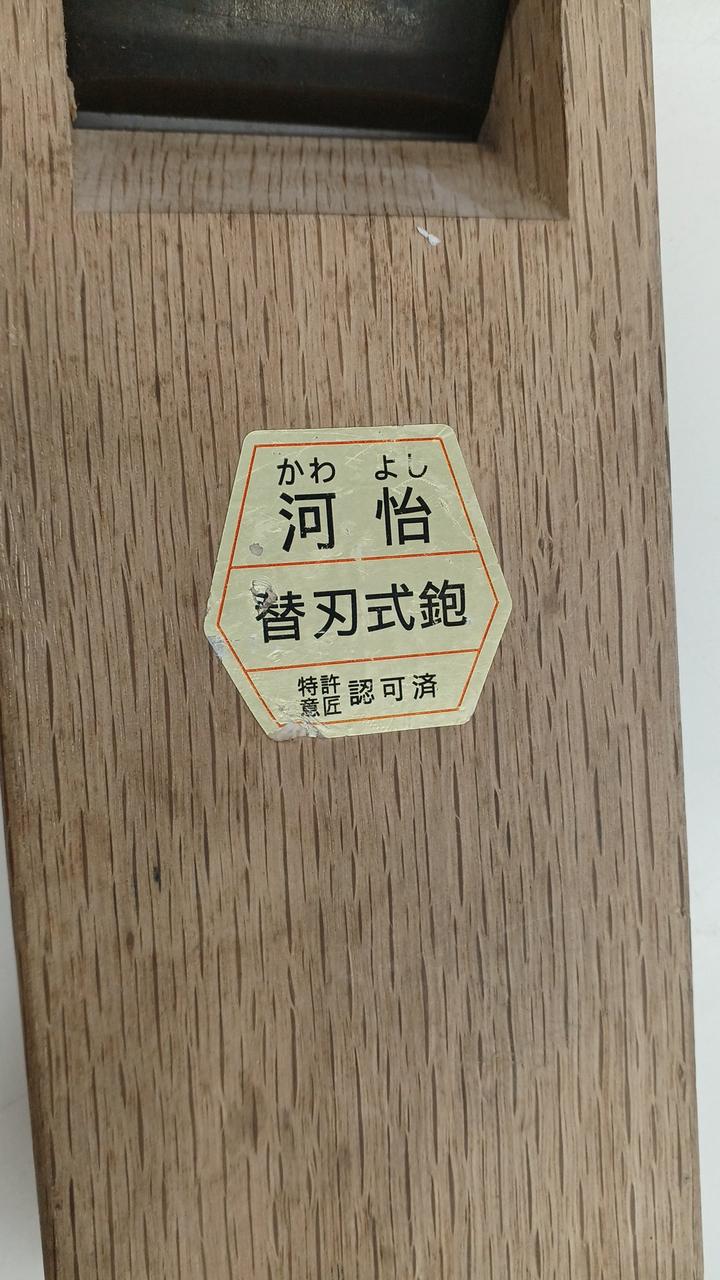 かわ よし
河 怡
替刃式鉋
特許
意匠 認可済